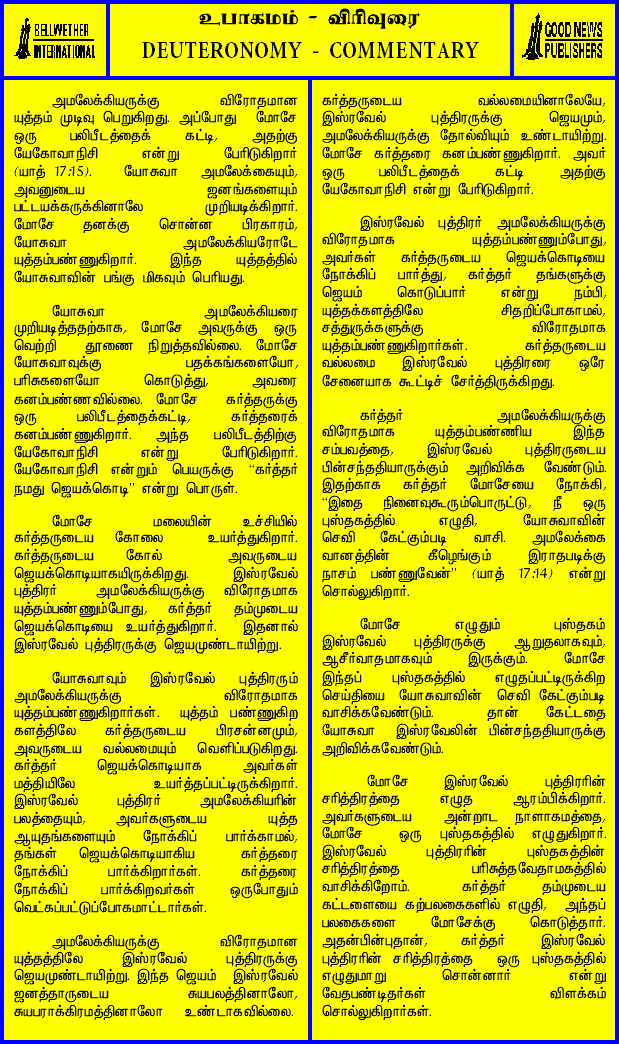 BELLWETHER
INTERNATIONAL
உபாகமம் - விரிவுரை
DEUTERONOMY - COMMENTARY
GOOD NEWS
PUBLISHERS
அமலேக்கியருக்கு விரோதமான
யுத்தம் முடிவு பெறுகிறது. அப்போது மோசே
ஒரு பலிபீடத்தைக் கட்டி, அதற்கு
யேகோவாநிசி என்று பேரிடுகிறார்
(யாத் 17:15). யோசுவா அமலேக்கையும்,
அவனுடைய ஜனங்களையும்
பட்டயக்கருக்கினாலே முறியடிக்கிறார்.
மோசே தனக்கு சொன்ன பிரகாரம்,
யோசுவா அமலேக்கியரோடே
யுத்தம்பண்ணுகிறார். இந்த யுத்தத்தில்
யோசுவாவின் பங்கு மிகவும் பெரியது.
யோசுவா அமலேக்கியரை
முறியடித்ததற்காக, மோசே அவருக்கு ஒரு
வெற்றி தூணை நிறுத்தவில்லை. மோசே
யோசுவாவுக்கு பதக்கங்களையோ,
பரிசுகளையோ கொடுத்து, அவரை
கனம்பண்ணவில்லை. மோசே கர்த்தருக்கு
ஒரு பலிபீடத்தைக்கட்டி, கர்த்தரைக்
கனம்பண்ணுகிறார். அந்த பலிபீடத்திற்கு
யேகோவாநிசி என்று பேரிடுகிறார்.
யேகோவாநிசி என்னும் பெயருக்கு “கர்த்தர்
நமது ஜெயக்கொடி” என்று பொருள்.
மோசே மலையின் உச்சியில்
கர்த்தருடைய கோலை உயர்த்துகிறார்.
கர்த்தருடைய கோல் அவருடைய
ஜெயக்கொடியாகயிருக்கிறது. இஸ்ரவேல்
புத்திரர் அமலேக்கியருக்கு விரோதமாக
யுத்தம்பண்ணும்போது, கர்த்தர் தம்முடைய
ஜெயக்கொடியை உயர்த்துகிறார். இதனால்
இஸ்ரவேல் புத்திரருக்கு ஜெயமுண்டாயிற்று.
யோசுவாவும் இஸ்ரவேல் புத்திரரும்
அமலேக்கியருக்கு விரோதமாக
யுத்தம்பண்ணுகிறார்கள். யுத்தம் பண்ணுகிற
களத்திலே கர்த்தருடைய பிரசன்னமும்,
அவருடைய வல்லமையும் வெளிப்படுகிறது.
கர்த்தர் ஜெயக்கொடியாக அவர்கள்
மத்தியிலே உயர்த்தப்பட்டிருக்கிறார்.
இஸ்ரவேல் புத்திரர் அமலேக்கியரின்
பலத்தையும், அவர்களுடைய யுத்த
ஆயுதங்களையும் நோக்கிப் பார்க்காமல்,
தங்கள் ஜெயக்கொடியாகிய கர்த்தரை
நோக்கிப் பார்க்கிறார்கள். கர்த்தரை
நோக்கிப் பார்க்கிறவர்கள் ஒருபோதும்
வெட்கப்பட்டுப்போகமாட்டார்கள்.
அமலேக்கியருக்கு விரோதமான
யுத்தத்திலே இஸ்ரவேல் புத்திரருக்கு
ஜெயமுண்டாயிற்று. இந்த ஜெயம் இஸ்ரவேல்
ஜனத்தாருடைய சுயபலத்தினாலோ,
சுயபராக்கிரமத்தினாலோ உண்டாகவில்லை.
கர்த்தருடைய வல்லமையினாலேயே,
இஸ்ரவேல் புத்திரருக்கு ஜெயமும்,
அமலேக்கியருக்கு தோல்வியும் உண்டாயிற்று.
மோசே கர்த்தரை கனம்பண்ணுகிறார். அவர்
ஒரு பலிபீடத்தைக் கட்டி அதற்கு
யேகோவாநிசி என்று பேரிடுகிறார்.
இஸ்ரவேல் புத்திரர் அமலேக்கியருக்கு
விரோதமாக யுத்தம்பண்ணும்போது,
அவர்கள் கர்த்தருடைய ஜெயக்கொடியை
நோக்கிப் பார்த்து, கர்த்தர் தங்களுக்கு
ஜெயம் கொடுப்பார் என்று நம்பி,
யுத்தக்களத்திலே சிதறிப்போகாமல்,
சத்துருக்களுக்கு விரோதமாக
யுத்தம்பண்ணுகிறார்கள். கர்த்தருடைய
வல்லமை இஸ்ரவேல் புத்திரரை ஒரே
சேனையாக கூட்டிச் சேர்த்திருக்கிறது.
கர்த்தர் அமலேக்கியருக்கு
விரோதமாக யுத்தம்பண்ணிய இந்த
சம்பவத்தை, இஸ்ரவேல் புத்திரருடைய
பின்சந்ததியாருக்கும் அறிவிக்க வேண்டும்.
இதற்காக கர்த்தர் மோசேயை நோக்கி,
“இதை நினைவுகூரும்பொருட்டு, நீ ஒரு
புஸ்தகத்தில் எழுதி, யோசுவாவின்
செவி கேட்கும்படி வாசி. அமலேக்கை
வானத்தின் கீழெங்கும் இராதபடிக்கு
நாசம் பண்ணுவேன்” (யாத் 17:14) என்று
சொல்லுகிறார்.
மோசே எழுதும் புஸ்தகம்
இஸ்ரவேல் புத்திரருக்கு ஆறுதலாகவும்,
ஆசீர்வாதமாகவும் இருக்கும். மோசே
இந்தப் புஸ்தகத்தில் எழுதப்பட்டிருக்கிற
செய்தியை யோசுவாவின் செவி கேட்கும்படி
வாசிக்கவேண்டும். தான் கேட்டதை
யோசுவா இஸ்ரவேலின் பின்சந்ததியாருக்கு
அறிவிக்கவேண்டும்.
மோசே இஸ்ரவேல் புத்திரரின்
சரித்திரத்தை எழுத ஆரம்பிக்கிறார்.
அவர்களுடைய அன்றாட நாளாகமத்தை,
மோசே ஒரு புஸ்தகத்தில் எழுதுகிறார்.
இஸ்ரவேல் புத்திரரின் புஸ்தகத்தின்
சரித்திரத்தை பரிசுத்தவேதாமகத்தில்
வாசிக்கிறோம். கர்த்தர் தம்முடைய
கட்டளையை கற்பலகைகளில் எழுதி, அந்தப்
பலகைகளை மோசேக்கு கொடுத்தார்.
அதன்பின்புதான், கர்த்தர் இஸ்ரவேல்
புத்திரரின் சரித்திரத்தை ஒரு புஸ்தகத்தில்
எழுதுமாறு சொன்னார் என்று
வேதபண்டிதர்கள் விளக்கம்
சொல்லுகிறார்கள்.